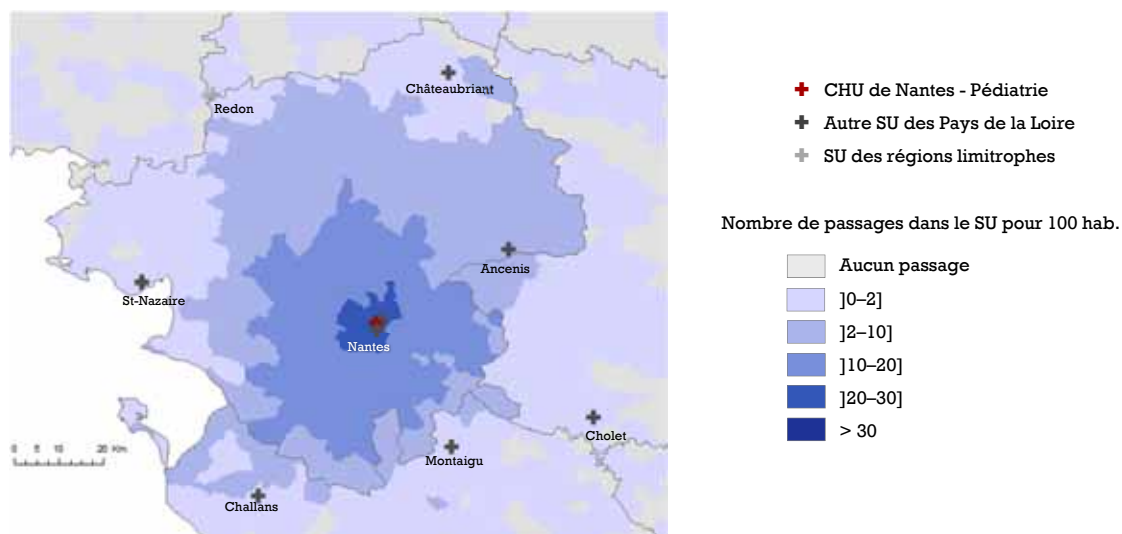 Châteaubriant
Redon
Ancenis
St-Nazaire
Nantes
Cholet
Montaigu
Challans
0 5 10 20 Km
CHU de Nantes - Pédiatrie
Autre SU des Pays de la Loire
SU des régions limitrophes
Nombre de passages dans le SU pour 100 hab.
Aucun passage
]0–2]
]2–10]
]10–20]
]20–30]
> 30